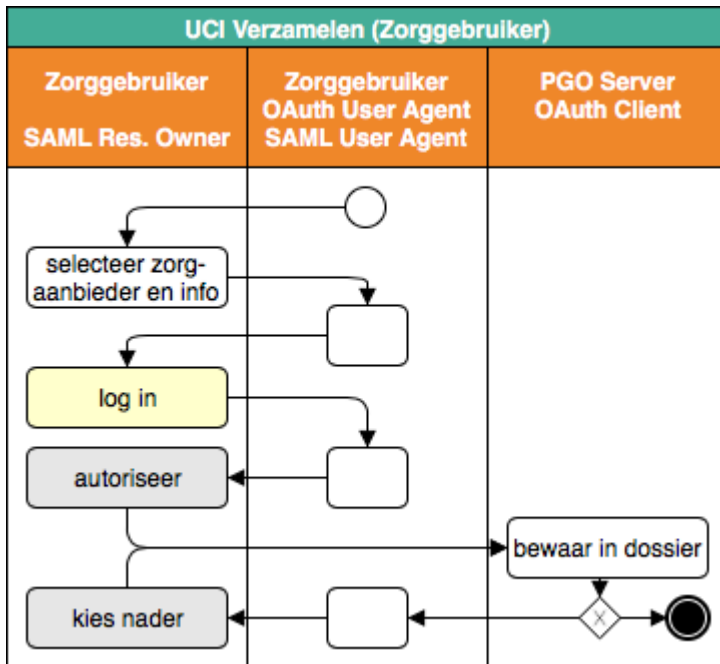 UCI Verzamelen (Zorggebruiker)
Zorggebruiker
SAML Res. Owner
Zorggebruiker
OAuth User Agent
SAML User Agent
PGO Server
OAuth Client
selecteer zorg-
aanbieder en info
log in
autoriseer
bewaar in dossier
kies nader
X